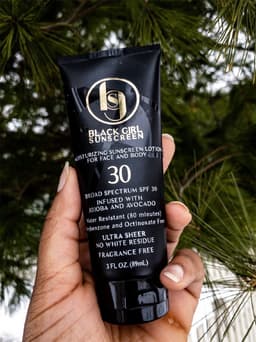 BLACK GIRL
SUNSCREEN
MOISTURIZING SUNSCREEN LOTION
FOR FACE AND BODY
30
BROAD SPECTRUM SPF 30
INFUSED WITH
JOJOBA AND AVOCADO
Water Resistant (80 minutes)
Oxybenzone and Octinoxate Free
ULTRA SHEER
NO WHITE RESIDUE
FRAGRANCE FREE
3 FL.OZ. (89mL)